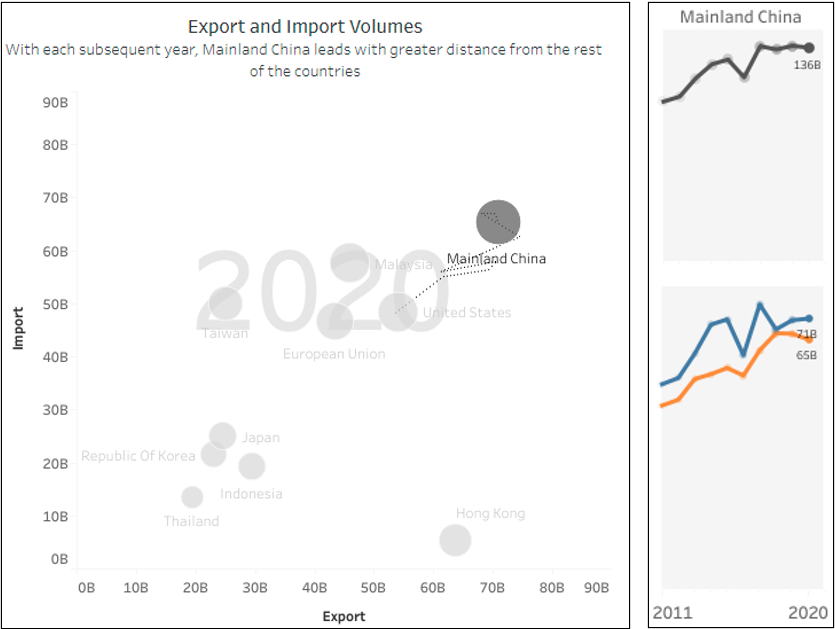 Export and Import Volumes
With each subsequent year, Mainland China leads with greater distance from the rest
of the countries
90B
80B
70B
60B
50B
40B
30B
20B
10B
0B
Import
2020
Mainland China
Malaysia
United States
Taiwan
European Union
Japan
Republic Of Korea
Indonesia
Thailand
Hong Kong
0B 10B 20B 30B 40B 50B 60B 70B 80B 90B
Export
Mainland China
136B
71B
65B
2011 2020